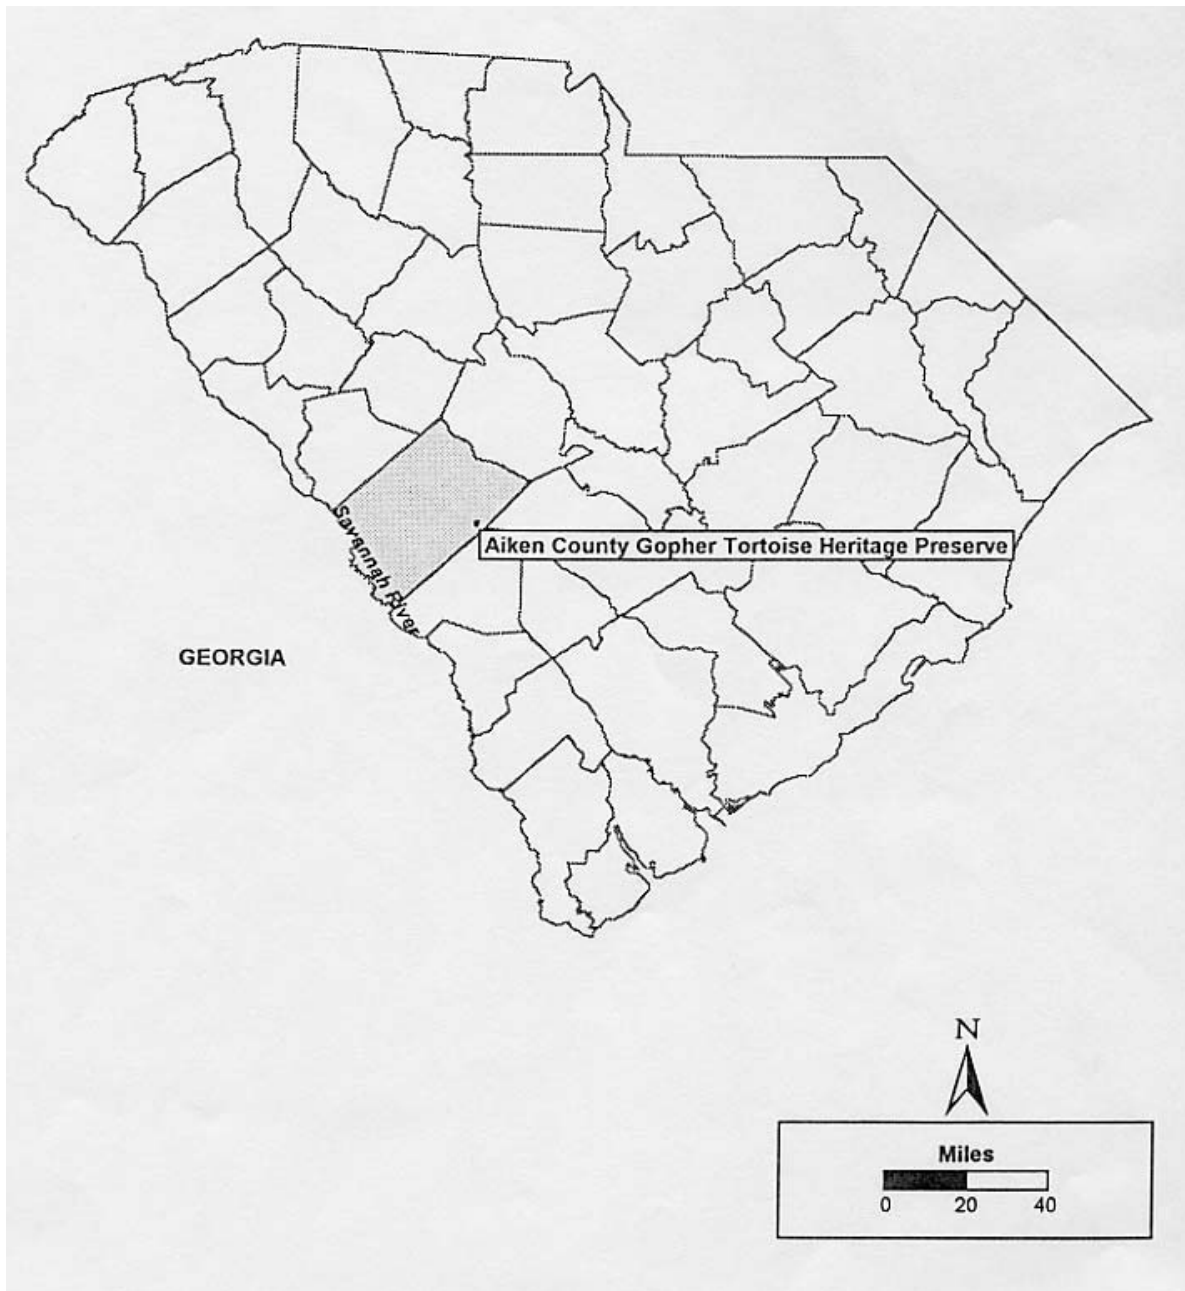 Savannah River
Aiken County Gopher Tortoise Heritage Preserve
GEORGIA
N
Miles
0 20 40